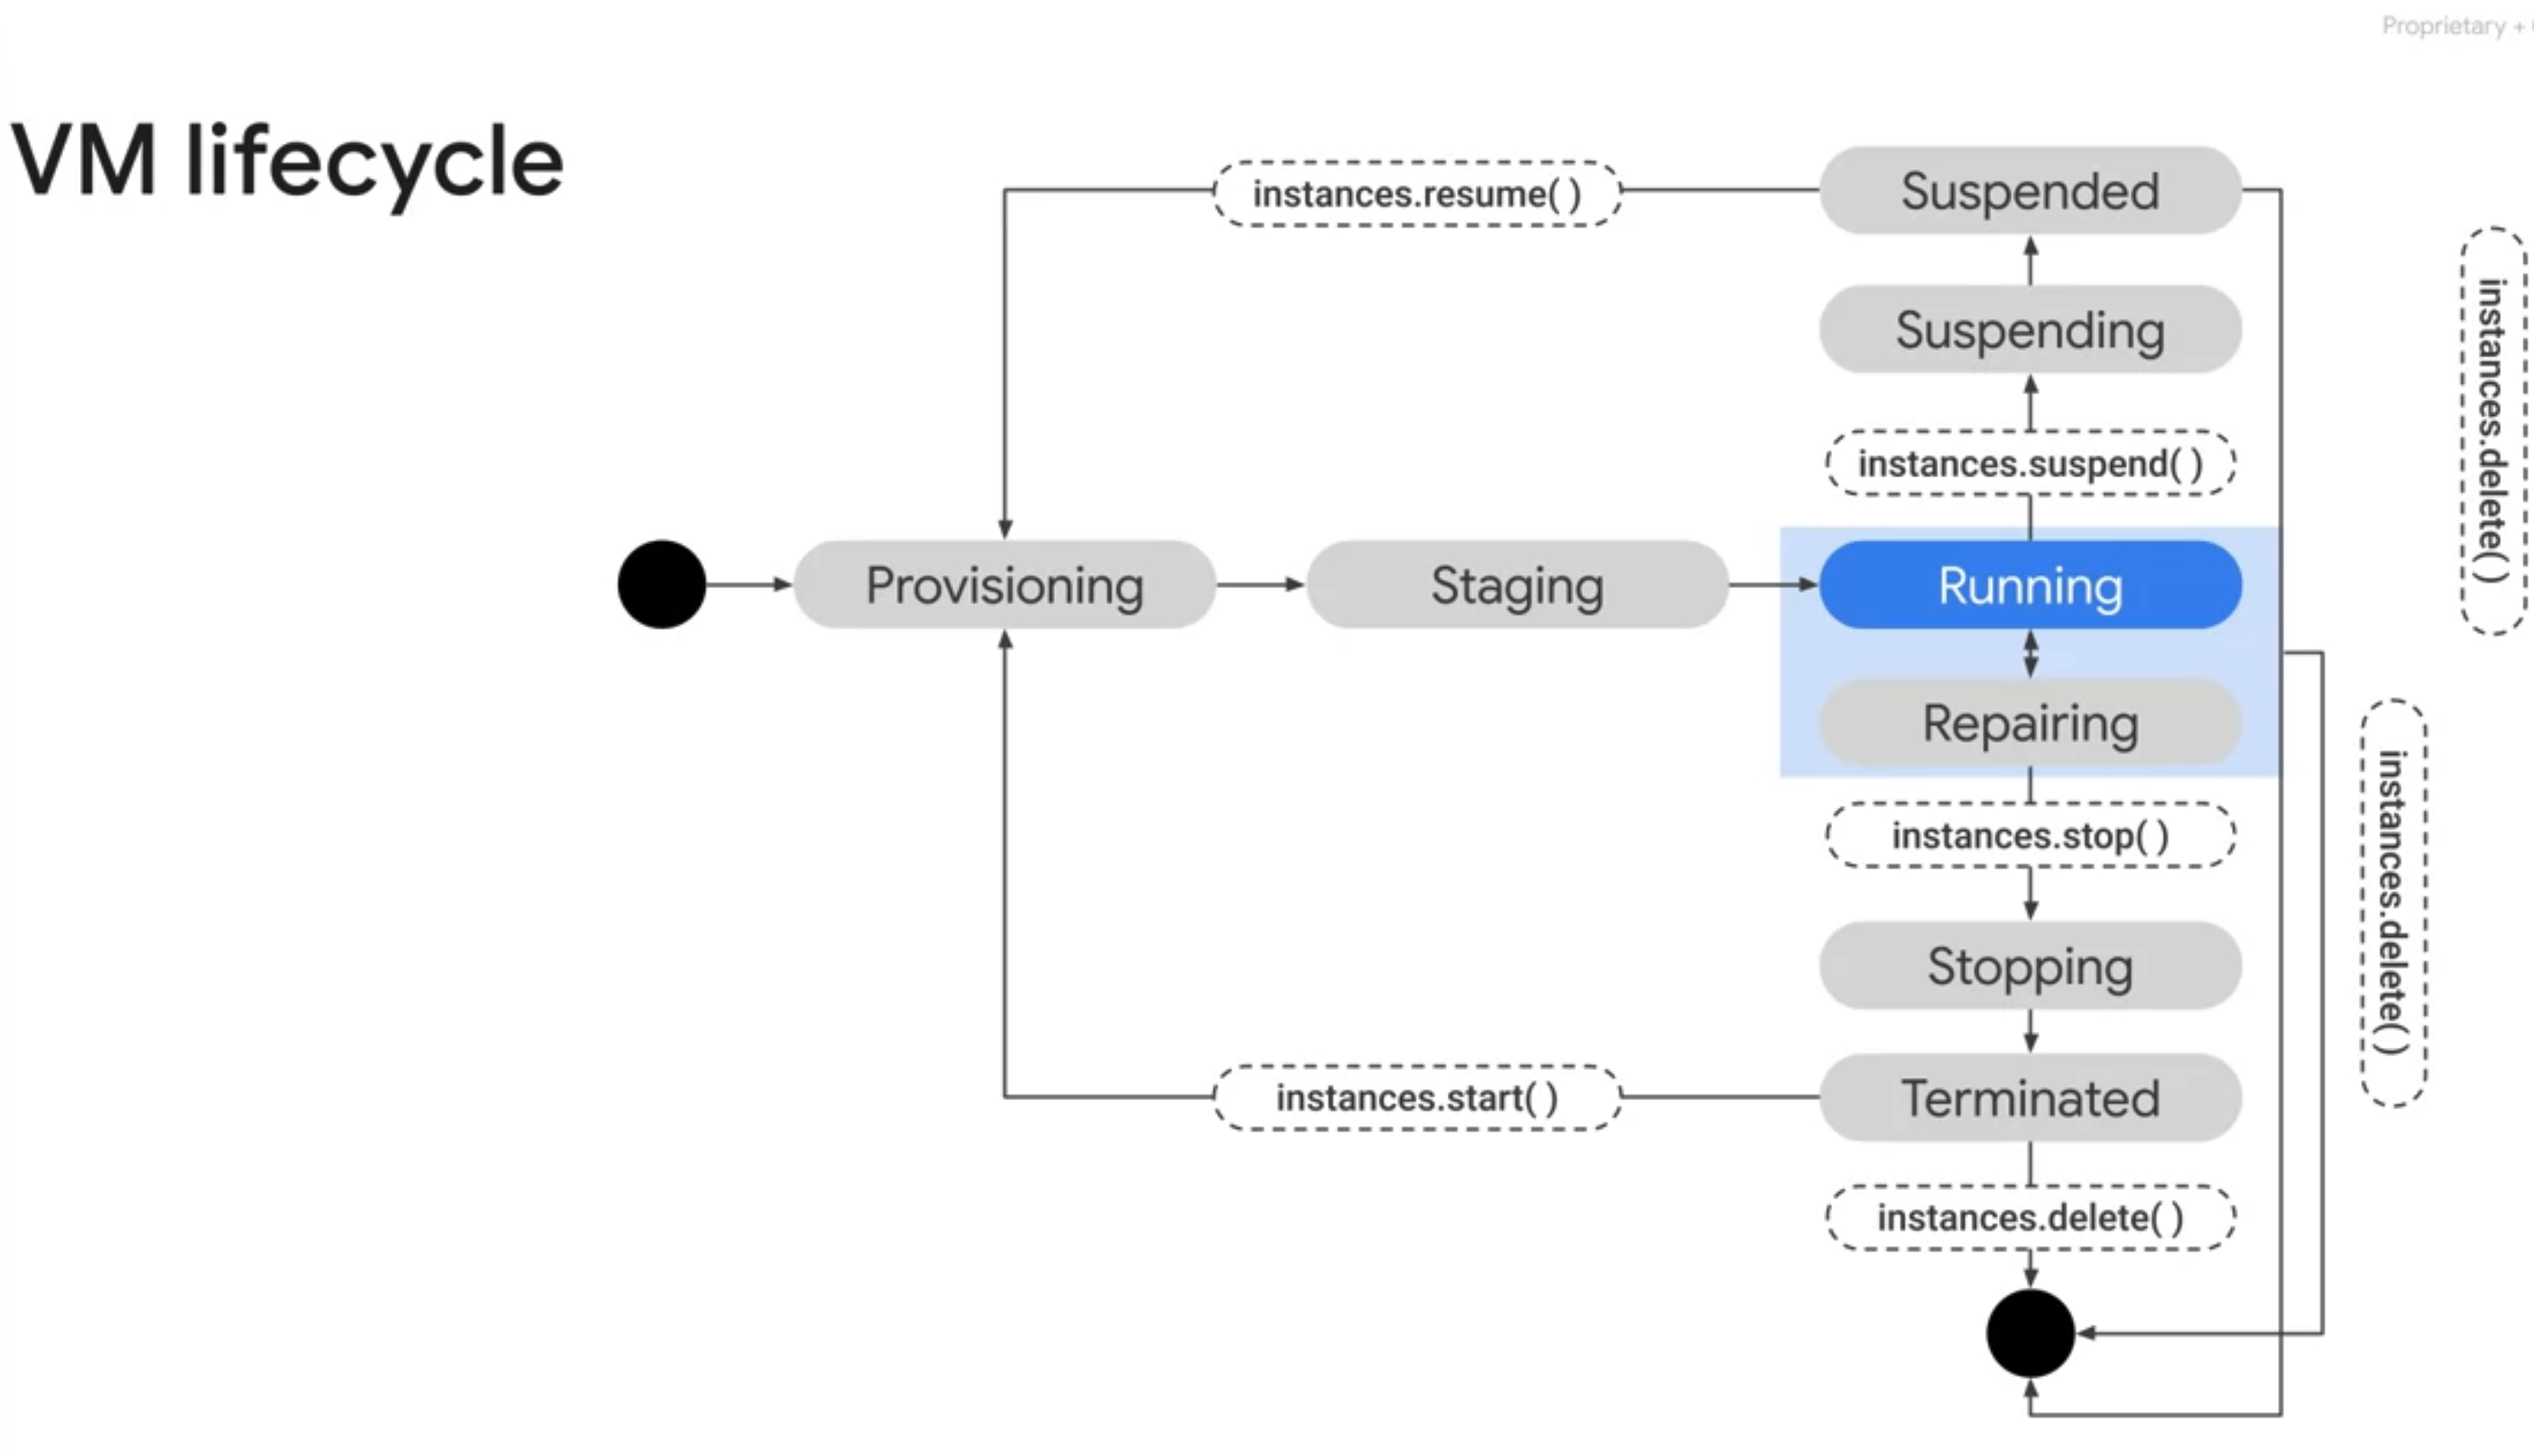 Proprietary +
VM lifecycle
instances.resume( )
Suspended
Suspending
instances.suspend( )
instances.delete( )
Provisioning
Staging
Running
Repairing
instances.stop( )
instances.delete( )
Stopping
instances.start( )
Terminated
instances.delete( )